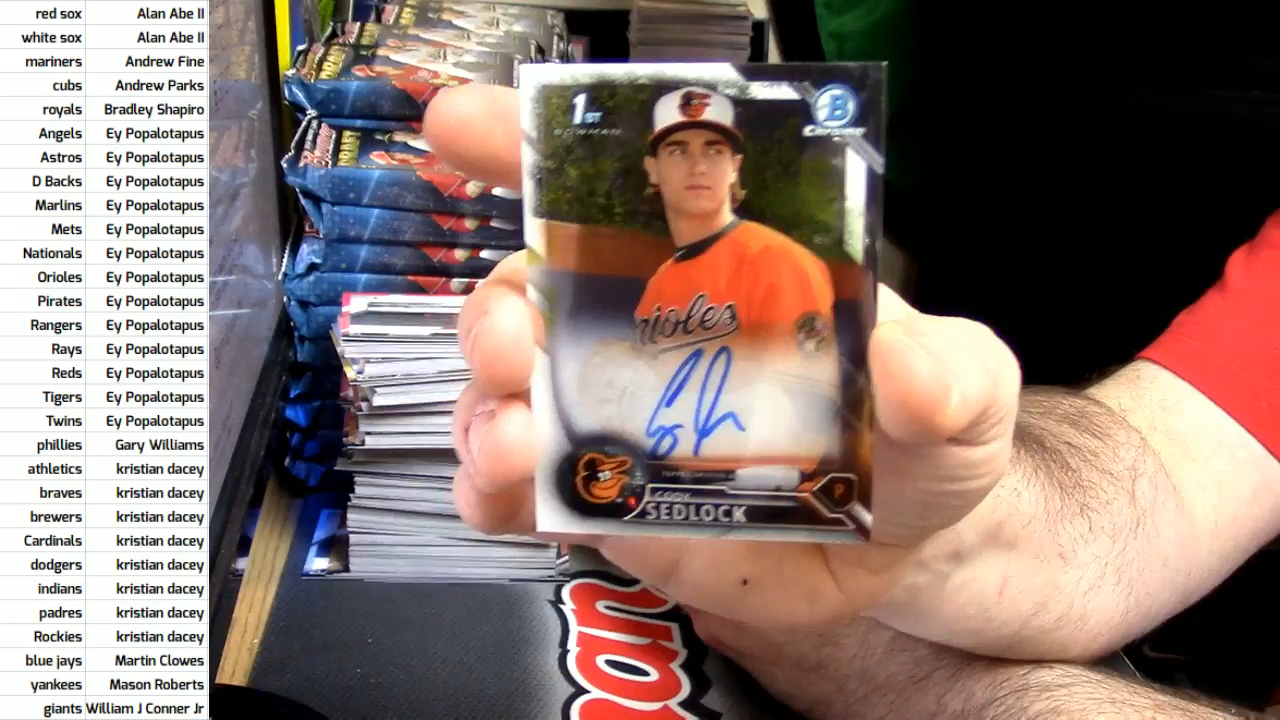 red sox Alan Abe II
white sox Alan Abe II
mariners Andrew Fine
cubs Andrew Parks
royals Bradley Shapiro
Angels Ey Popalotapus
Astros Ey Popalotapus
D Backs Ey Popalotapus
Marlins Ey Popalotapus
Mets Ey Popalotapus
Nationals Ey Popalotapus
Orioles Ey Popalotapus
Pirates Ey Popalotapus
Rangers Ey Popalotapus
Rays Ey Popalotapus
Reds Ey Popalotapus
Tigers Ey Popalotapus
Twins Ey Popalotapus
phillies Gary Williams
athletics kristian dacey
braves kristian dacey
brewers kristian dacey
Cardinals kristian dacey
dodgers kristian dacey
indians kristian dacey
padres kristian dacey
Rockies kristian dacey
blue jays Martin Clowes
yankees Mason Roberts
giants William J Conner Jr
Bowman DRAFT
1ST
BOWMAN
B
Chrome
rioles
CODY
SEDLOCK
P